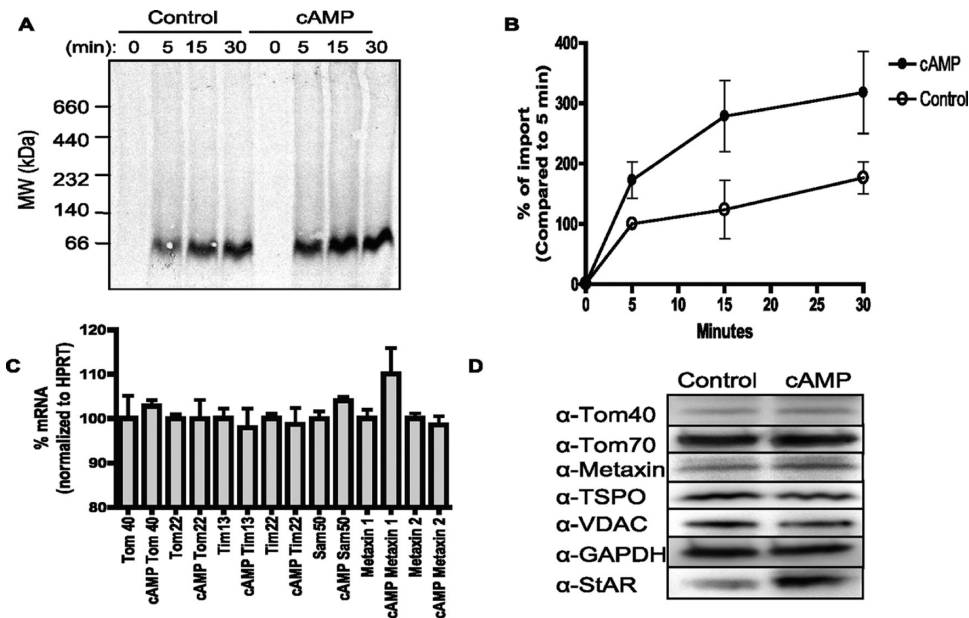 A
Control cAMP
(min): 0 5 15 30 0 5 15 30
660
440
232
140
66
MW (kDa)
B
% of import
(Compared to 5 min)
400
300
200
100
0
0 5 10 15 20 25 30
Minutes
cAMP
Control
C
% mRNA
(normalized to HPRT)
120
110
100
90
80
Tom 40
cAMP Tom 40
Tom22
cAMP Tom22
Tim13
cAMP Tim13
Tim22
cAMP Tim22
Sam50
cAMP Sam50
Metaxin 1
cAMP Metaxin 1
Metaxin 2
cAMP Metaxin 2
D
Control cAMP
α-Tom40
α-Tom70
α-Metaxin
α-TSPO
α-VDAC
α-GAPDH
α-StAR